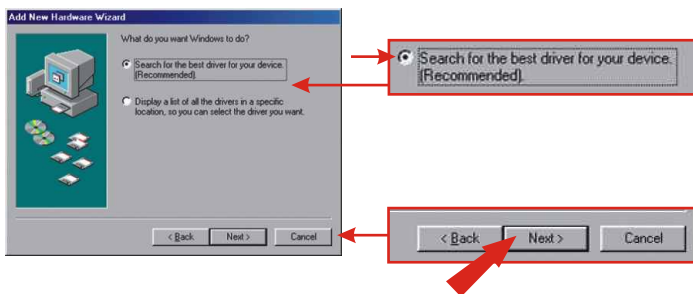 Add New Hardware Wizard
What do you want Windows to do?
Search for the best driver for your device.
(Recommended).
Display a list of all the drivers in a specific
location, so you can select the driver you want.
< Back Next > Cancel
Search for the best driver for your device.
(Recommended).
< Back Next > Cancel